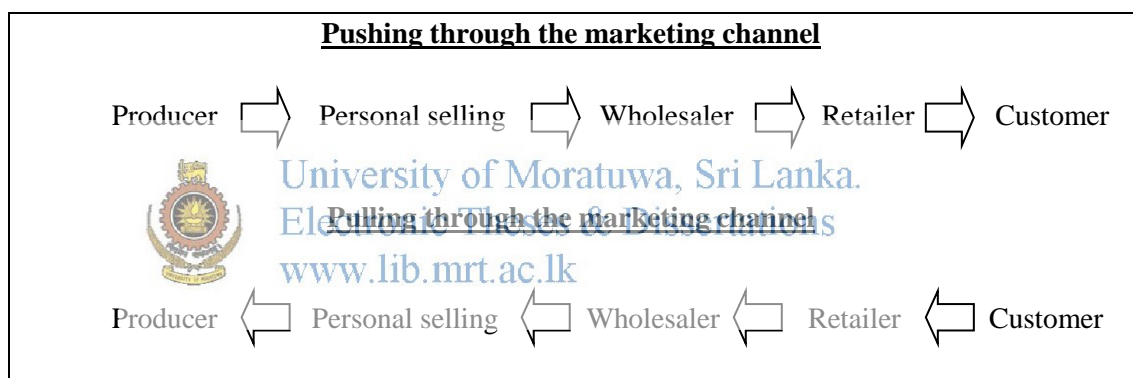 Pushing through the marketing channel
Producer Personal selling Wholesaler Retailer Customer
University of Moratuwa, Sri Lanka.
Pulling through the marketing channel
Electronic Theses & Dissertations
www.lib.mrt.ac.lk
Producer Personal selling Wholesaler Retailer Customer